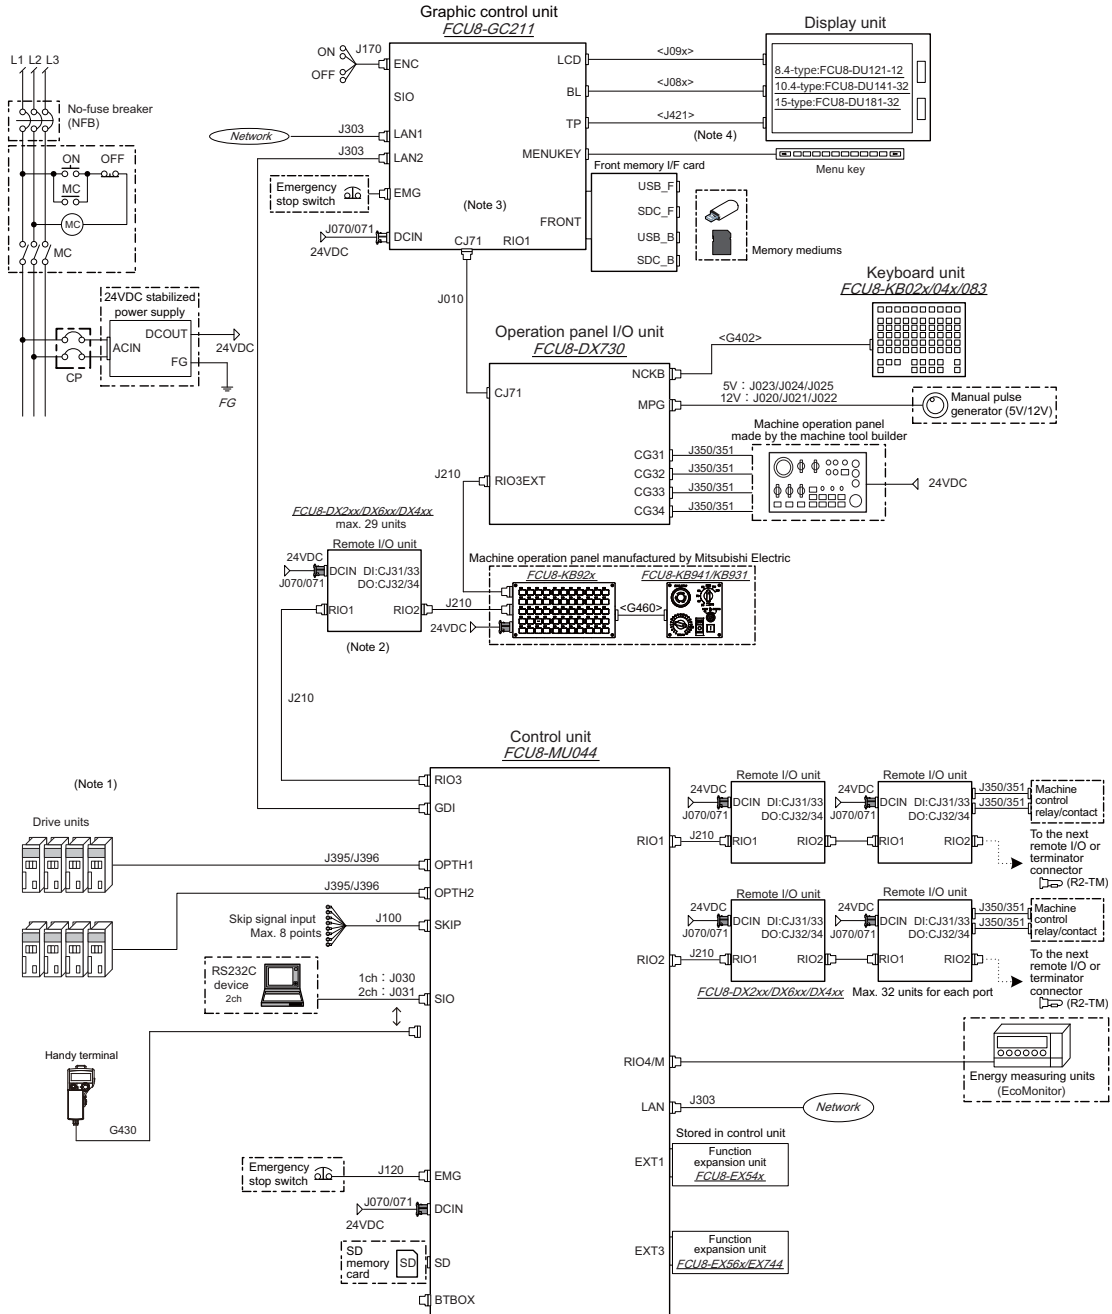 Graphic control unit
FCU8-GC211
Display unit
L1 L2 L3
No-fuse breaker
(NFB)
ON
OFF
MC
MC
MC
24VDC stabilized
power supply
ACIN
DCOUT
FG
24VDC
FG
CP
ON
OFF
J170
ENC
SIO
LAN1
LAN2
EMG
DCIN
Network
J303
J303
Emergency
stop switch
J070/071
24VDC
(Note 3)
CJ71
RIO1
LCD
BL
TP
MENUKEY
FRONT
<J09x>
<J08x>
<J421>
(Note 4)
8.4-type:FCU8-DU121-12
10.4-type:FCU8-DU141-32
15-type:FCU8-DU181-32
Menu key
Front memory I/F card
USB_F
SDC_F
USB_B
SDC_B
Memory mediums
J010
Keyboard unit
FCU8-KB02x/04x/083
Operation panel I/O unit
FCU8-DX730
CJ71
RIO3EXT
NCKB
MPG
CG31
CG32
CG33
CG34
<G402>
5V：J023/J024/J025
12V：J020/J021/J022
Manual pulse
generator (5V/12V)
Machine operation panel
made by the machine tool builder
J350/351
J350/351
J350/351
J350/351
24VDC
J210
FCU8-DX2xx/DX6xx/DX4xx
max. 29 units
Remote I/O unit
24VDC
J070/071
DCIN DI:CJ31/33
DO:CJ32/34
RIO1
RIO2
(Note 2)
J210
Machine operation panel manufactured by Mitsubishi Electric
FCU8-KB92x
FCU8-KB941/KB931
<G460>
24VDC
J210
Control unit
FCU8-MU044
(Note 1)
Drive units
RIO3
GDI
J395/J396
OPTH1
J395/J396
OPTH2
Skip signal input
Max. 8 points
J100
SKIP
RS232C
device
2ch
1ch：J030
2ch：J031
SIO
Handy terminal
G430
Emergency
stop switch
J120
EMG
J070/071
24VDC
DCIN
SD
memory
card
SD
SD
BTBOX
Remote I/O unit
Remote I/O unit
24VDC
J070/071
DCIN DI:CJ31/33
DO:CJ32/34
RIO1
J210
RIO1
RIO2
24VDC
J070/071
DCIN DI:CJ31/33
DO:CJ32/34
RIO1
RIO2
J350/351
J350/351
Machine
control
relay/contact
To the next
remote I/O or
terminator
connector
(R2-TM)
Remote I/O unit
Remote I/O unit
24VDC
J070/071
DCIN DI:CJ31/33
DO:CJ32/34
RIO2
J210
RIO1
RIO2
24VDC
J070/071
DCIN DI:CJ31/33
DO:CJ32/34
RIO1
RIO2
J350/351
J350/351
Machine
control
relay/contact
To the next
remote I/O or
terminator
connector
(R2-TM)
FCU8-DX2xx/DX6xx/DX4xx Max. 32 units for each port
RIO4/M
Energy measuring units
(EcoMonitor)
LAN
J303
Network
Stored in control unit
EXT1
Function
expansion unit
FCU8-EX54x
EXT3
Function
expansion unit
FCU8-EX56x/EX744